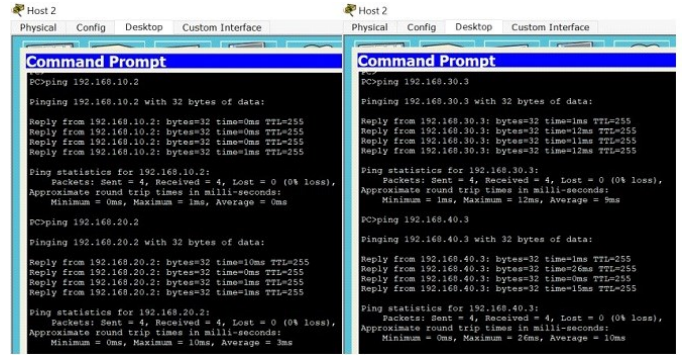 Host 2
Physical Config Desktop Custom Interface
Command Prompt
PC>ping 192.168.10.2
Pinging 192.168.10.2 with 32 bytes of data:
Reply from 192.168.10.2: bytes=32 time=0ms TTL=255
Reply from 192.168.10.2: bytes=32 time=0ms TTL=255
Reply from 192.168.10.2: bytes=32 time=0ms TTL=255
Reply from 192.168.10.2: bytes=32 time=1ms TTL=255
Ping statistics for 192.168.10.2:
Packets: Sent = 4, Received = 4, Lost = 0 (0% loss),
Approximate round trip times in milli-seconds:
Minimum = 0ms, Maximum = 1ms, Average = 0ms
PC>ping 192.168.20.2
Pinging 192.168.20.2 with 32 bytes of data:
Reply from 192.168.20.2: bytes=32 time=10ms TTL=255
Reply from 192.168.20.2: bytes=32 time=0ms TTL=255
Reply from 192.168.20.2: bytes=32 time=1ms TTL=255
Reply from 192.168.20.2: bytes=32 time=1ms TTL=255
Ping statistics for 192.168.20.2:
Packets: Sent = 4, Received = 4, Lost = 0 (0% loss),
Approximate round trip times in milli-seconds:
Minimum = 0ms, Maximum = 10ms, Average = 3ms
Host 2
Physical Config Desktop Custom Interface
Command Prompt
PC>ping 192.168.30.3
Pinging 192.168.30.3 with 32 bytes of data:
Reply from 192.168.30.3: bytes=32 time=1ms TTL=255
Reply from 192.168.30.3: bytes=32 time=12ms TTL=255
Reply from 192.168.30.3: bytes=32 time=11ms TTL=255
Reply from 192.168.30.3: bytes=32 time=12ms TTL=255
Ping statistics for 192.168.30.3:
Packets: Sent = 4, Received = 4, Lost = 0 (0% loss),
Approximate round trip times in milli-seconds:
Minimum = 1ms, Maximum = 12ms, Average = 9ms
PC>ping 192.168.40.3
Pinging 192.168.40.3 with 32 bytes of data:
Reply from 192.168.40.3: bytes=32 time=1ms TTL=255
Reply from 192.168.40.3: bytes=32 time=26ms TTL=255
Reply from 192.168.40.3: bytes=32 time=0ms TTL=255
Reply from 192.168.40.3: bytes=32 time=15ms TTL=255
Ping statistics for 192.168.40.3:
Packets: Sent = 4, Received = 4, Lost = 0 (0% loss),
Approximate round trip times in milli-seconds:
Minimum = 0ms, Maximum = 26ms, Average = 10ms